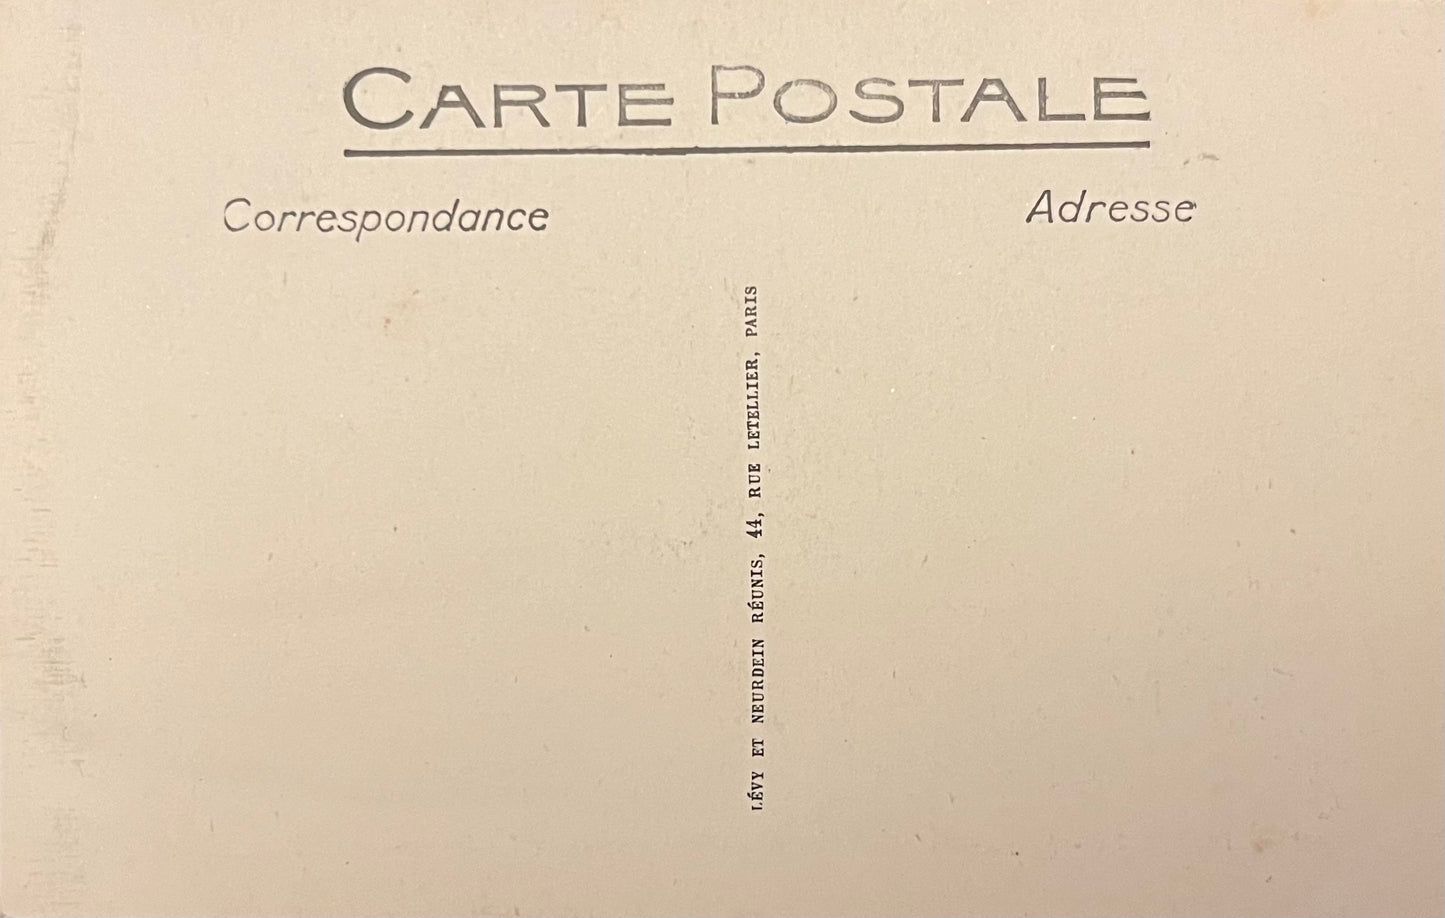 CARTE POSTALE
Correspondance
Adresse
LÉVY ET NEURDEIN RÉUNIS, 44, RUE LETELLIER, PARIS